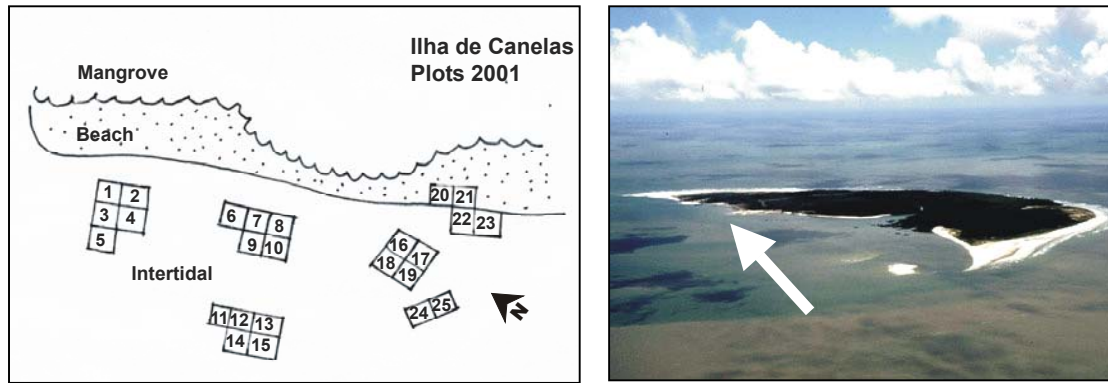 Ilha de Canelas
Plots 2001
Mangrove
Beach
1 2
3 4
5
6 7 8
9 10
20 21
22 23
16 17
18 19
Intertidal
24 25
N
11 12 13
14 15